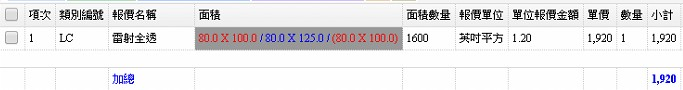 項次 類別編號 報價名稱 面積 面積數量 報價單位 單位報價金額 單價 數量 小計
1 LC 雷射全透 80.0 X 100.0 / 80.0 X 125.0 / (80.0 X 100.0) 1600 英吋平方 1.20 1,920 1 1,920
加總 1,920